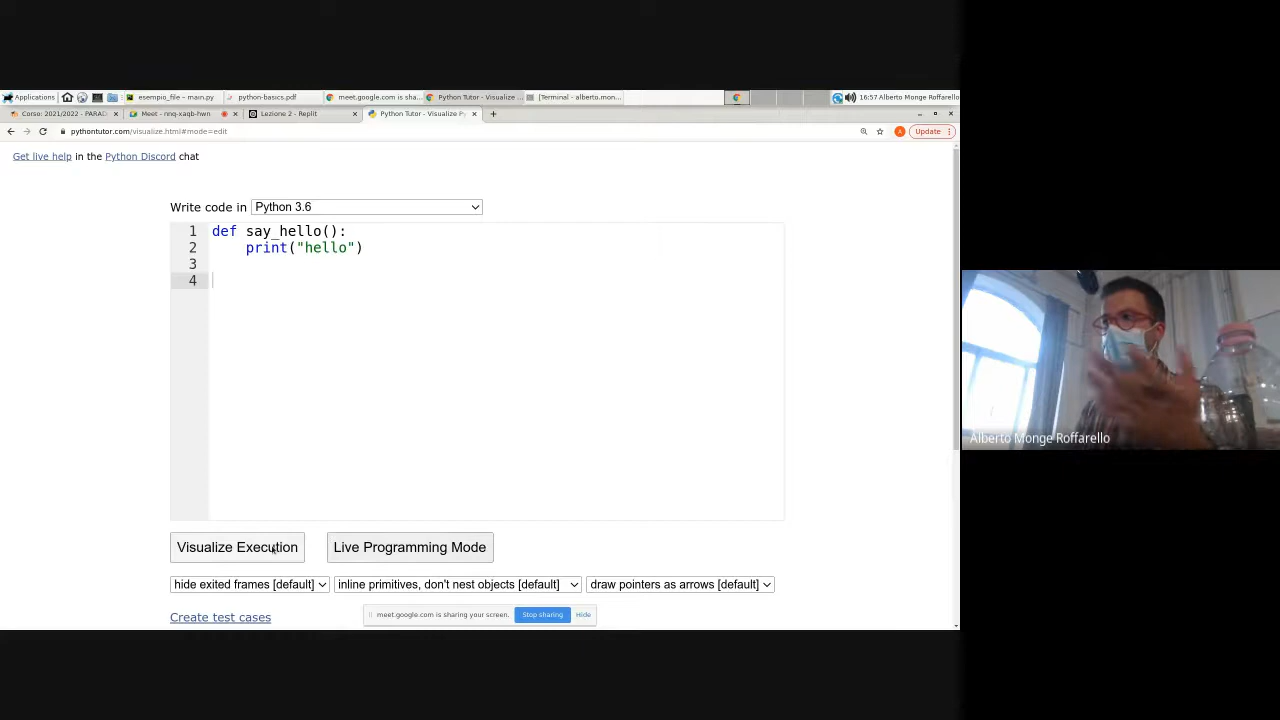 Applications
esempio_file – main.py
python-basics.pdf
meet.google.com is sha...
Python Tutor - Visualize ...
[Terminal - alberto.mon...
16:57 Alberto Monge Roffarello
Corso: 2021/2022 - PARAD
Meet - nnq-xaqb-hwn
Lezione 2 - Replit
Python Tutor - Visualize P
pythontutor.com/visualize.html#mode=edit
A
Update
Get live help in the Python Discord chat
Write code in Python 3.6
1 def say_hello():
2 print("hello")
3
4
Visualize Execution
Live Programming Mode
hide exited frames [default]
inline primitives, don't nest objects [default]
draw pointers as arrows [default]
Create test cases
meet.google.com is sharing your screen.
Stop sharing
Hide
Alberto Monge Roffarello